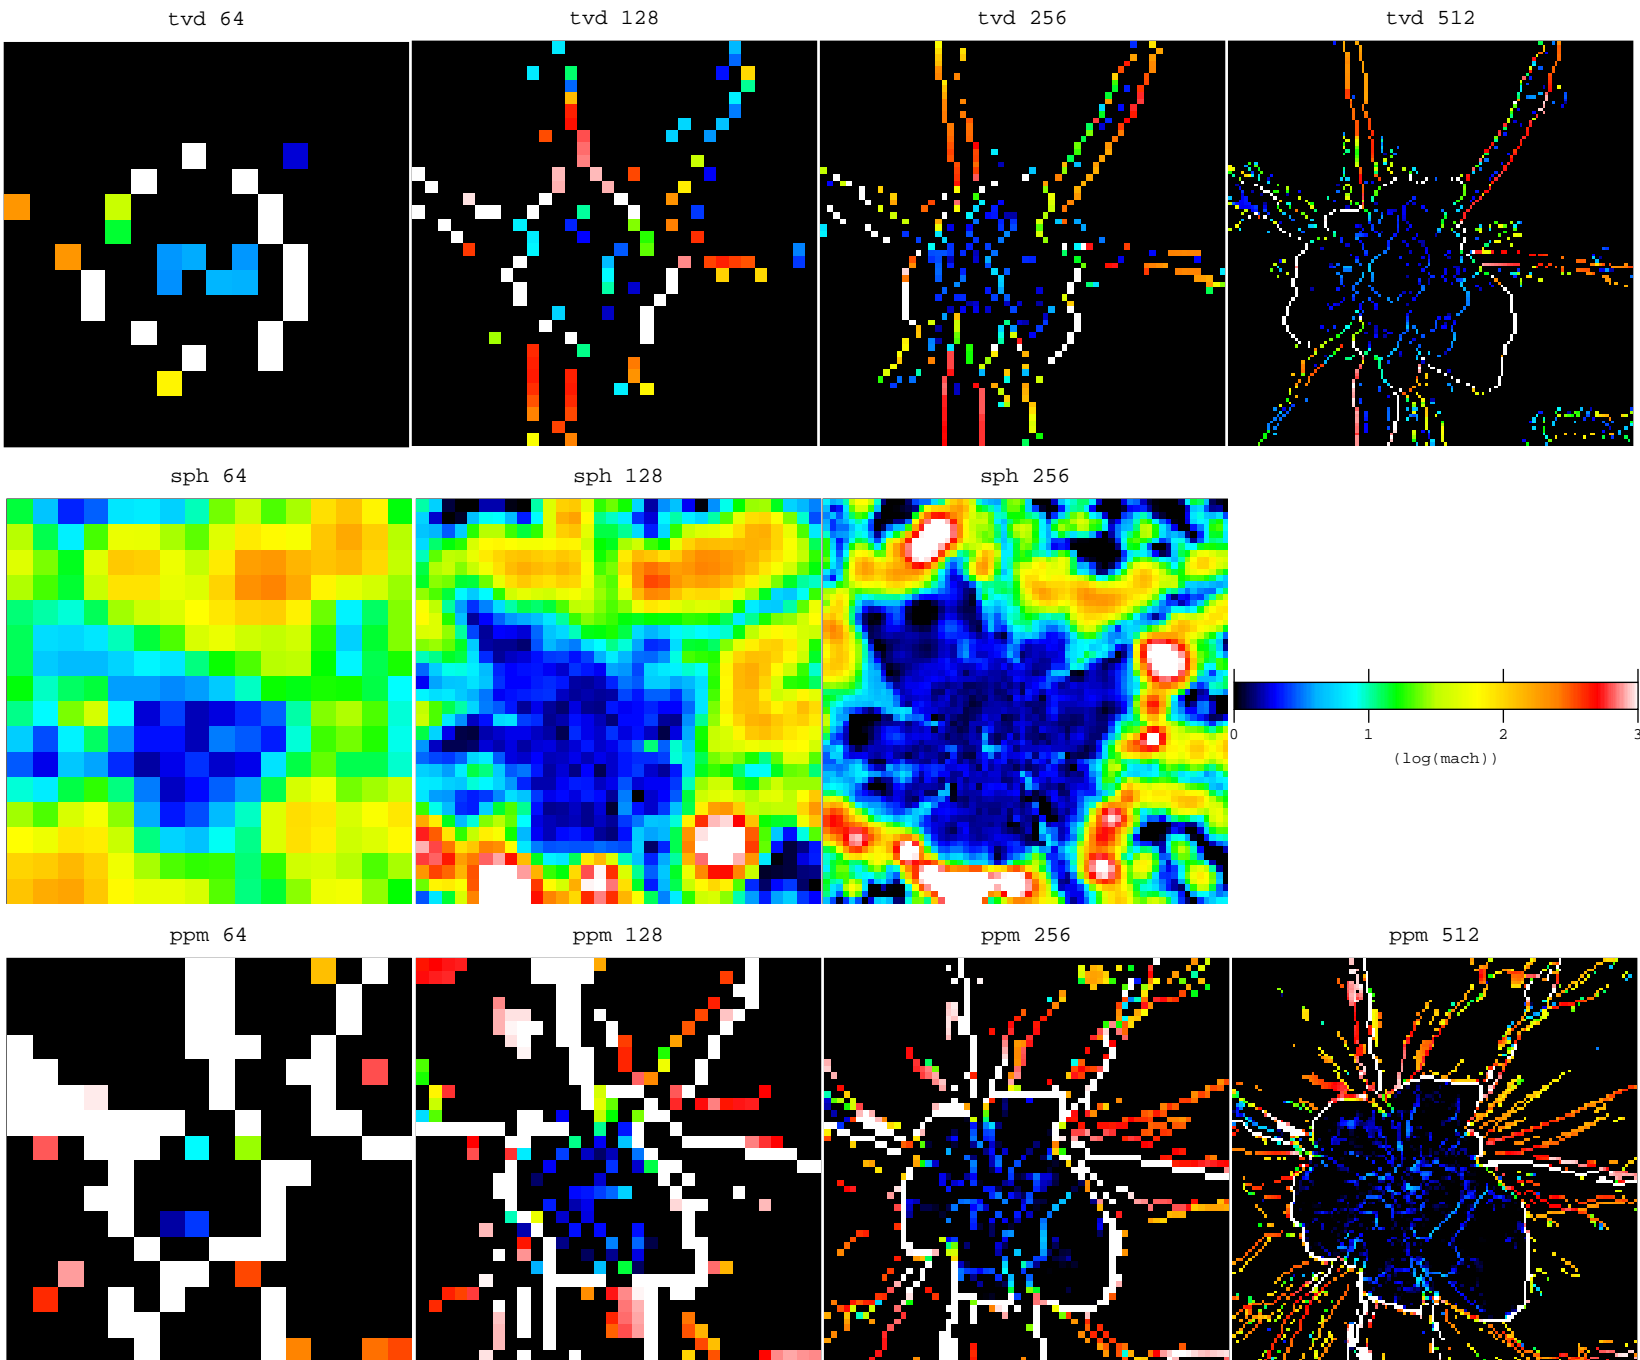 tvd 64
tvd 128
tvd 256
tvd 512
sph 64
sph 128
sph 256
0 1 2 3
(log(mach))
ppm 64
ppm 128
ppm 256
ppm 512